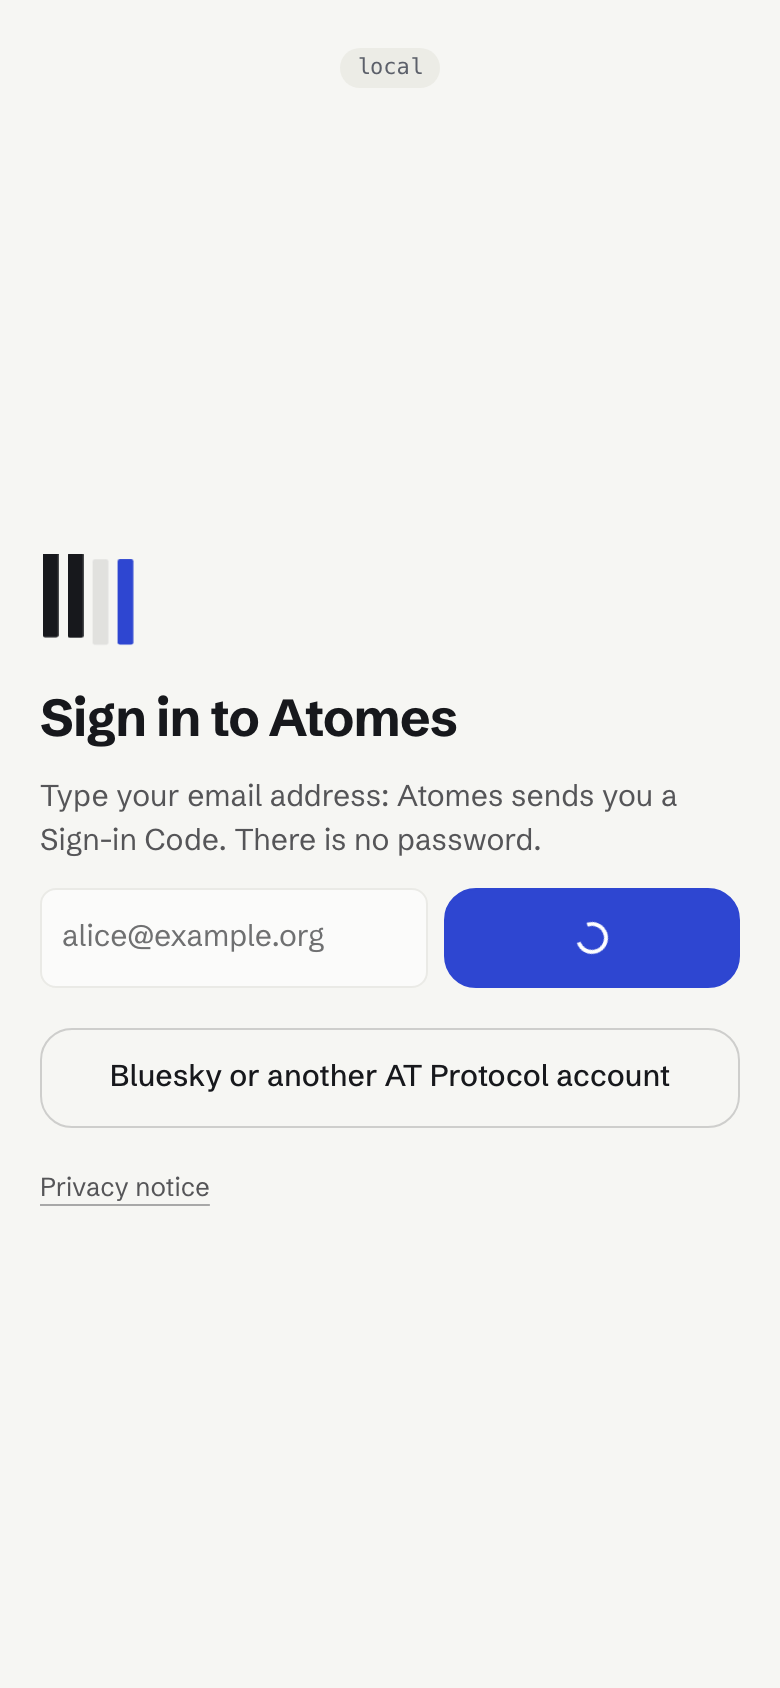 local
Sign in to Atomes
Type your email address: Atomes sends you a
Sign-in Code. There is no password.
alice@example.org
Bluesky or another AT Protocol account
Privacy notice